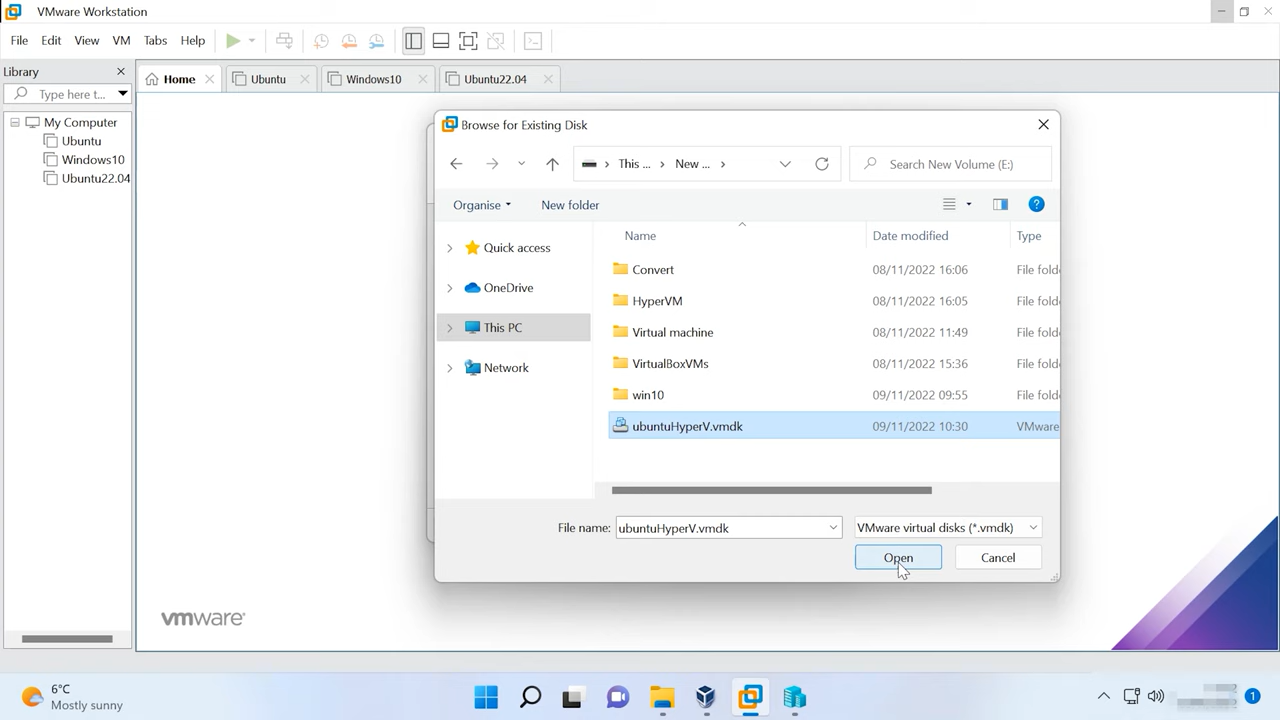 VMware Workstation
File Edit View VM Tabs Help
Library
Type here t...
Home
Ubuntu
Windows10
Ubuntu22.04
My Computer
Ubuntu
Windows10
Ubuntu22.04
Browse for Existing Disk
This ... New ...
Search New Volume (E:)
Organise New folder
Quick access
OneDrive
This PC
Network
Name Date modified Type
Convert 08/11/2022 16:06 File fold
HyperVM 08/11/2022 16:05 File fold
Virtual machine 08/11/2022 11:49 File fold
VirtualBoxVMs 08/11/2022 15:36 File fold
win10 09/11/2022 09:55 File fold
ubuntuHyperV.vmdk 09/11/2022 10:30 VMware
File name: ubuntuHyperV.vmdk VMware virtual disks (*.vmdk)
Open Cancel
vmware®
6°C
Mostly sunny
1